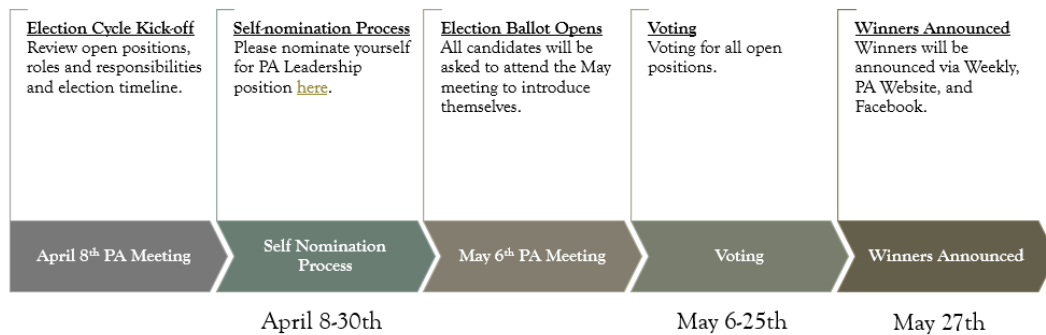 Election Cycle Kick-off
Review open positions,
roles and responsibilities
and election timeline.
Self-nomination Process
Please nominate yourself
for PA Leadership
position here.
Election Ballot Opens
All candidates will be
asked to attend the May
meeting to introduce
themselves.
Voting
Voting for all open
positions.
Winners Announced
Winners will be
announced via Weekly,
PA Website, and
Facebook.
April 8th PA Meeting
Self Nomination
Process
May 6th PA Meeting
Voting
Winners Announced
April 8-30th
May 6-25th
May 27th